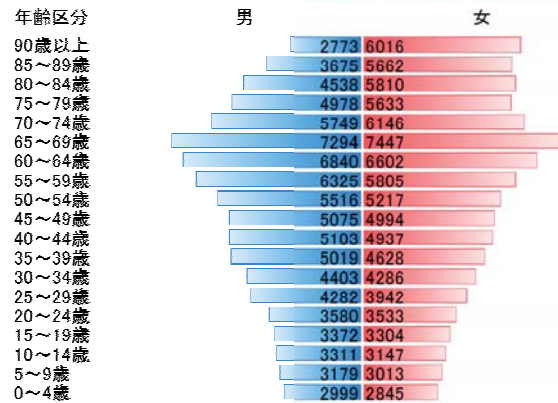 年齢区分 男 女
90歳以上 2773 6016
85～89歳 3675 5662
80～84歳 4538 5810
75～79歳 4978 5633
70～74歳 5749 6146
65～69歳 7294 7447
60～64歳 6840 6602
55～59歳 6325 5805
50～54歳 5516 5217
45～49歳 5075 4994
40～44歳 5103 4937
35～39歳 5019 4628
30～34歳 4403 4286
25～29歳 4282 3942
20～24歳 3580 3533
15～19歳 3372 3304
10～14歳 3311 3147
5～9歳 3179 3013
0～4歳 2999 2845